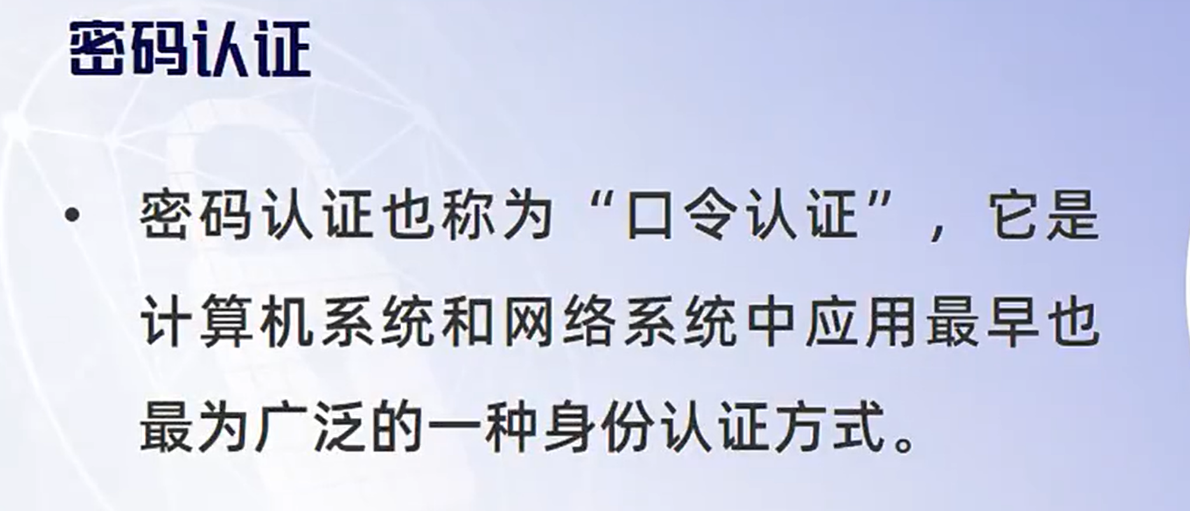 密码认证
• 密码认证也称为“口令认证”，它是
计算机系统和网络系统中应用最早也
最为广泛的一种身份认证方式。